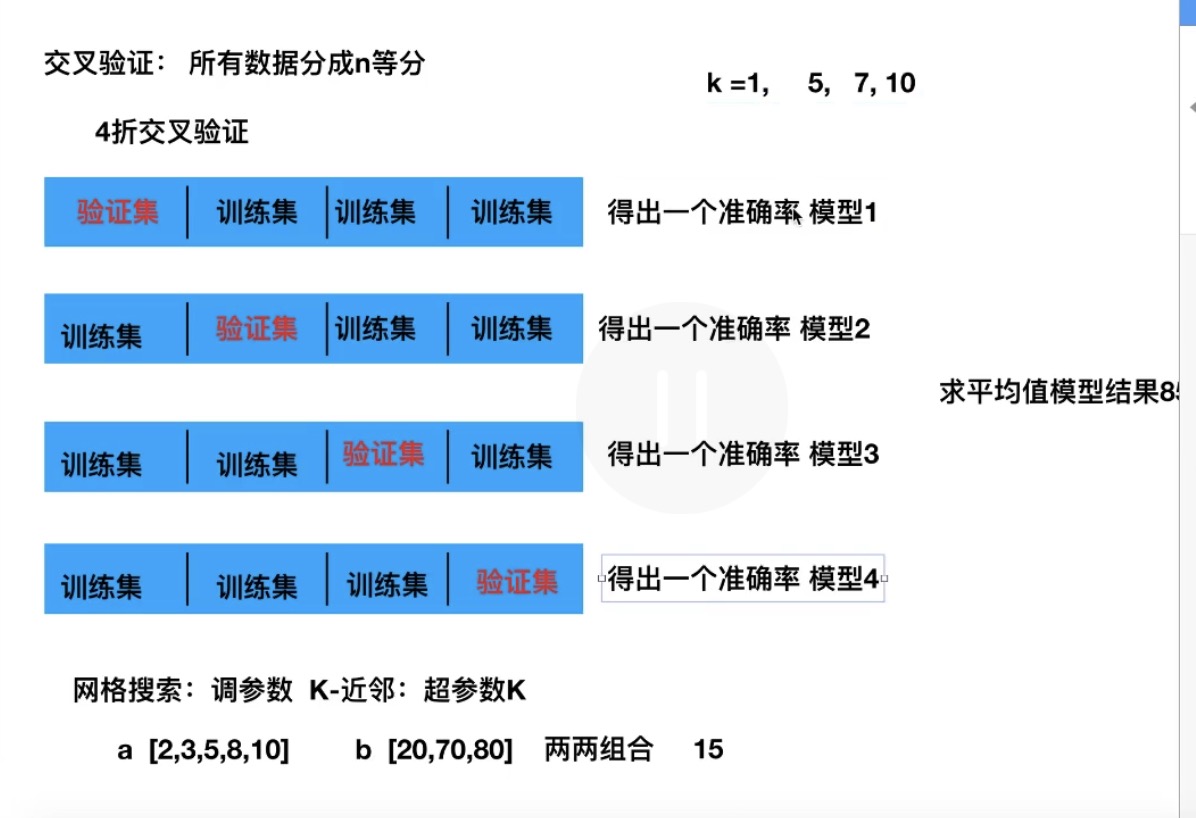 交叉验证： 所有数据分成n等分
k =1, 5, 7, 10
4折交叉验证
验证集 训练集 训练集 训练集 得出一个准确率 模型1
训练集 验证集 训练集 训练集 得出一个准确率 模型2
求平均值模型结果8
训练集 训练集 验证集 训练集 得出一个准确率 模型3
训练集 训练集 训练集 验证集 得出一个准确率 模型4
网格搜索：调参数 K-近邻：超参数K
a [2,3,5,8,10] b [20,70,80] 两两组合 15